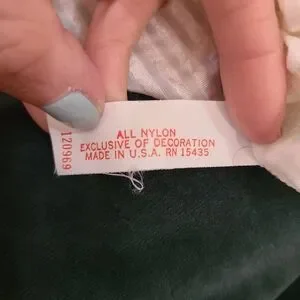 ALL NYLON
EXCLUSIVE OF DECORATION
MADE IN U.S.A. RN 15435
120969